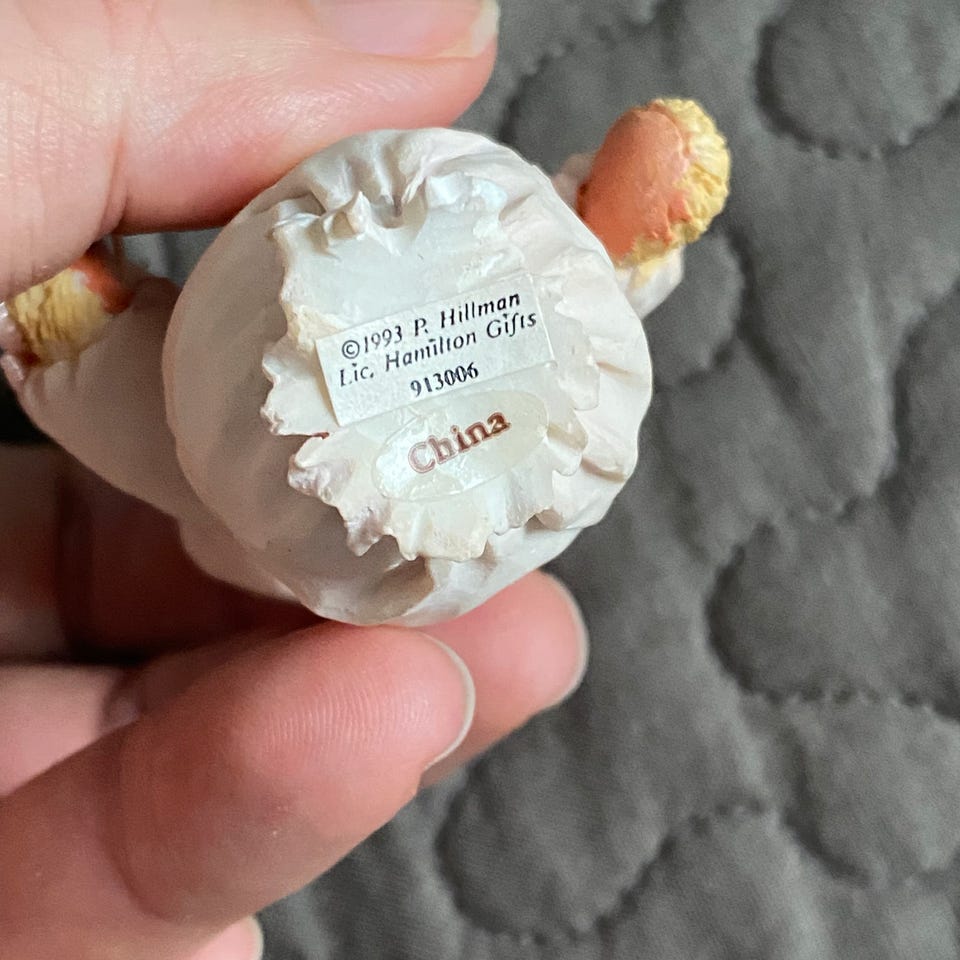 ©1993 P. Hillman
Lic. Hamilton Gifts
913006
China